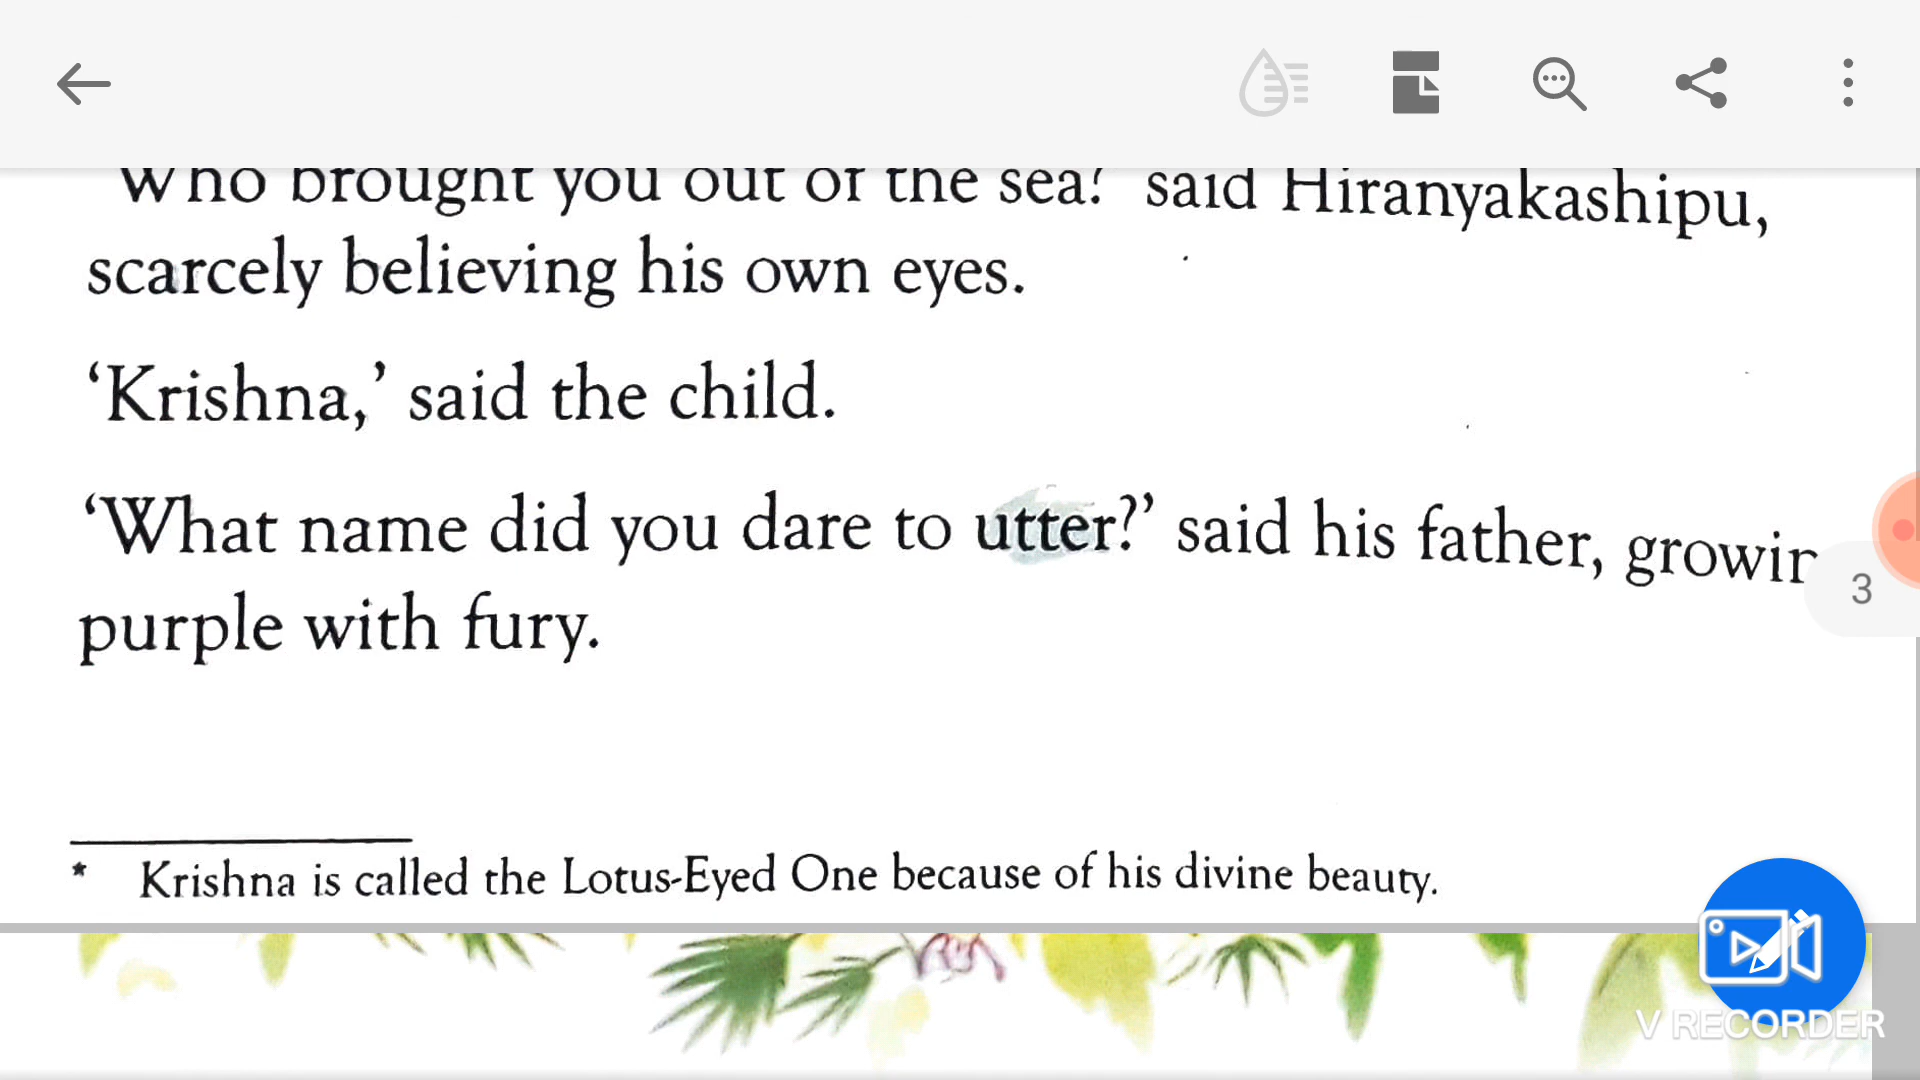 Who brought you out of the sea?' said Hiranyakashipu,
scarcely believing his own eyes.
‘Krishna,’ said the child.
‘What name did you dare to utter?’ said his father, growin
purple with fury.
3
* Krishna is called the Lotus-Eyed One because of his divine beauty.
V RECORDER